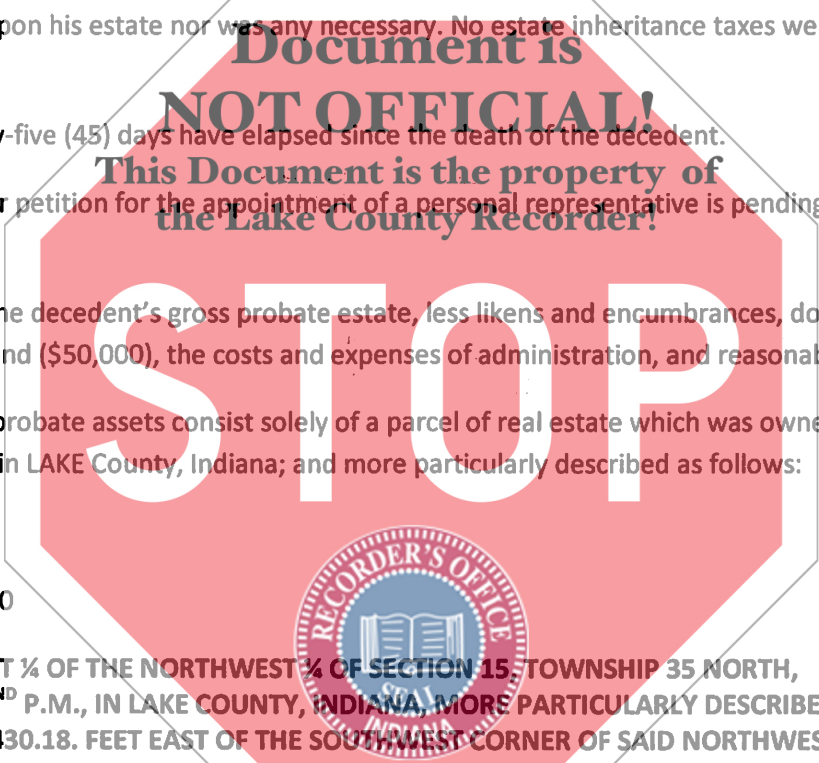 pon his estate nor was any necessary. No estate inheritance taxes we
Document is
NOT OFFICIAL!
y-five (45) days have elapsed since the death of the decedent.
This Document is the property of
r petition for the appointment of a personal representative is pending
the Lake County Recorder!
he decedent's gross probate estate, less likens and encumbrances, do
nd ($50,000), the costs and expenses of administration, and reasonab
STOP
probate assets consist solely of a parcel of real estate which was owne
in LAKE County, Indiana; and more particularly described as follows:
RECORDER'S OFFICE
0
T ¼ OF THE NORTHWEST ¼ OF SECTION 15, TOWNSHIP 35 NORTH,
ND P.M., IN LAKE COUNTY, INDIANA, MORE PARTICULARLY DESCRIBE
SEAL
INDIANA
430.18. FEET EAST OF THE SOUTHWEST CORNER OF SAID NORTHWES